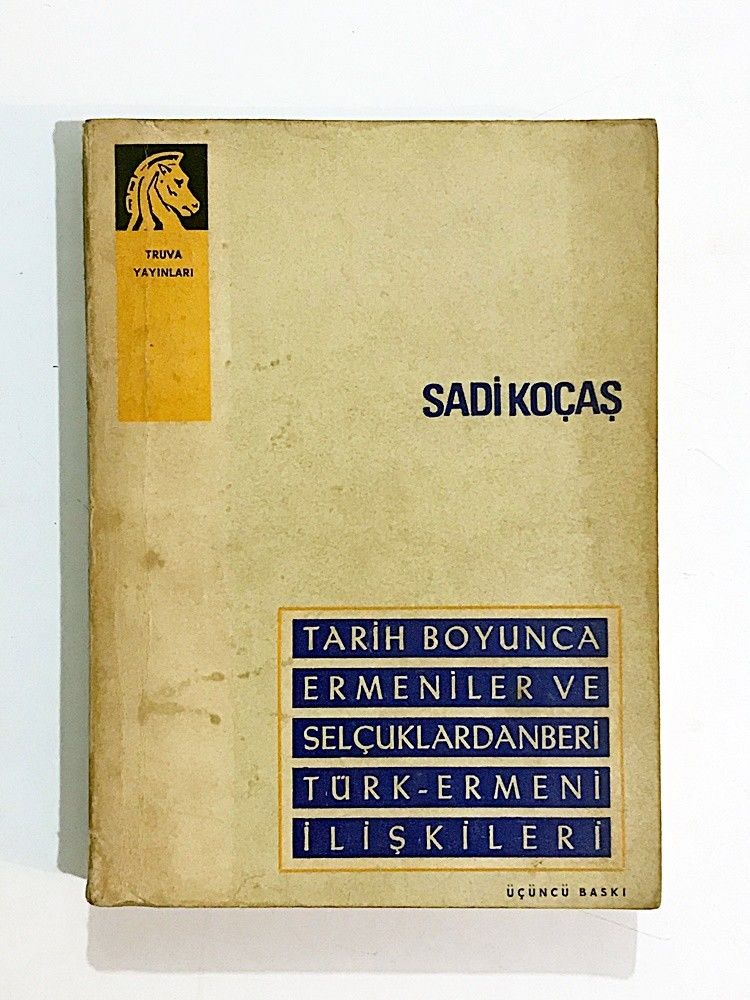 TRUVA
YAYINLARI
SADİ KOÇAŞ
TARİH BOYUNCA
ERMENİLER VE
SELÇUKLARDANBERİ
TÜRK-ERMENİ
İLİŞKİLERİ
ÜÇÜNCÜ BASKI